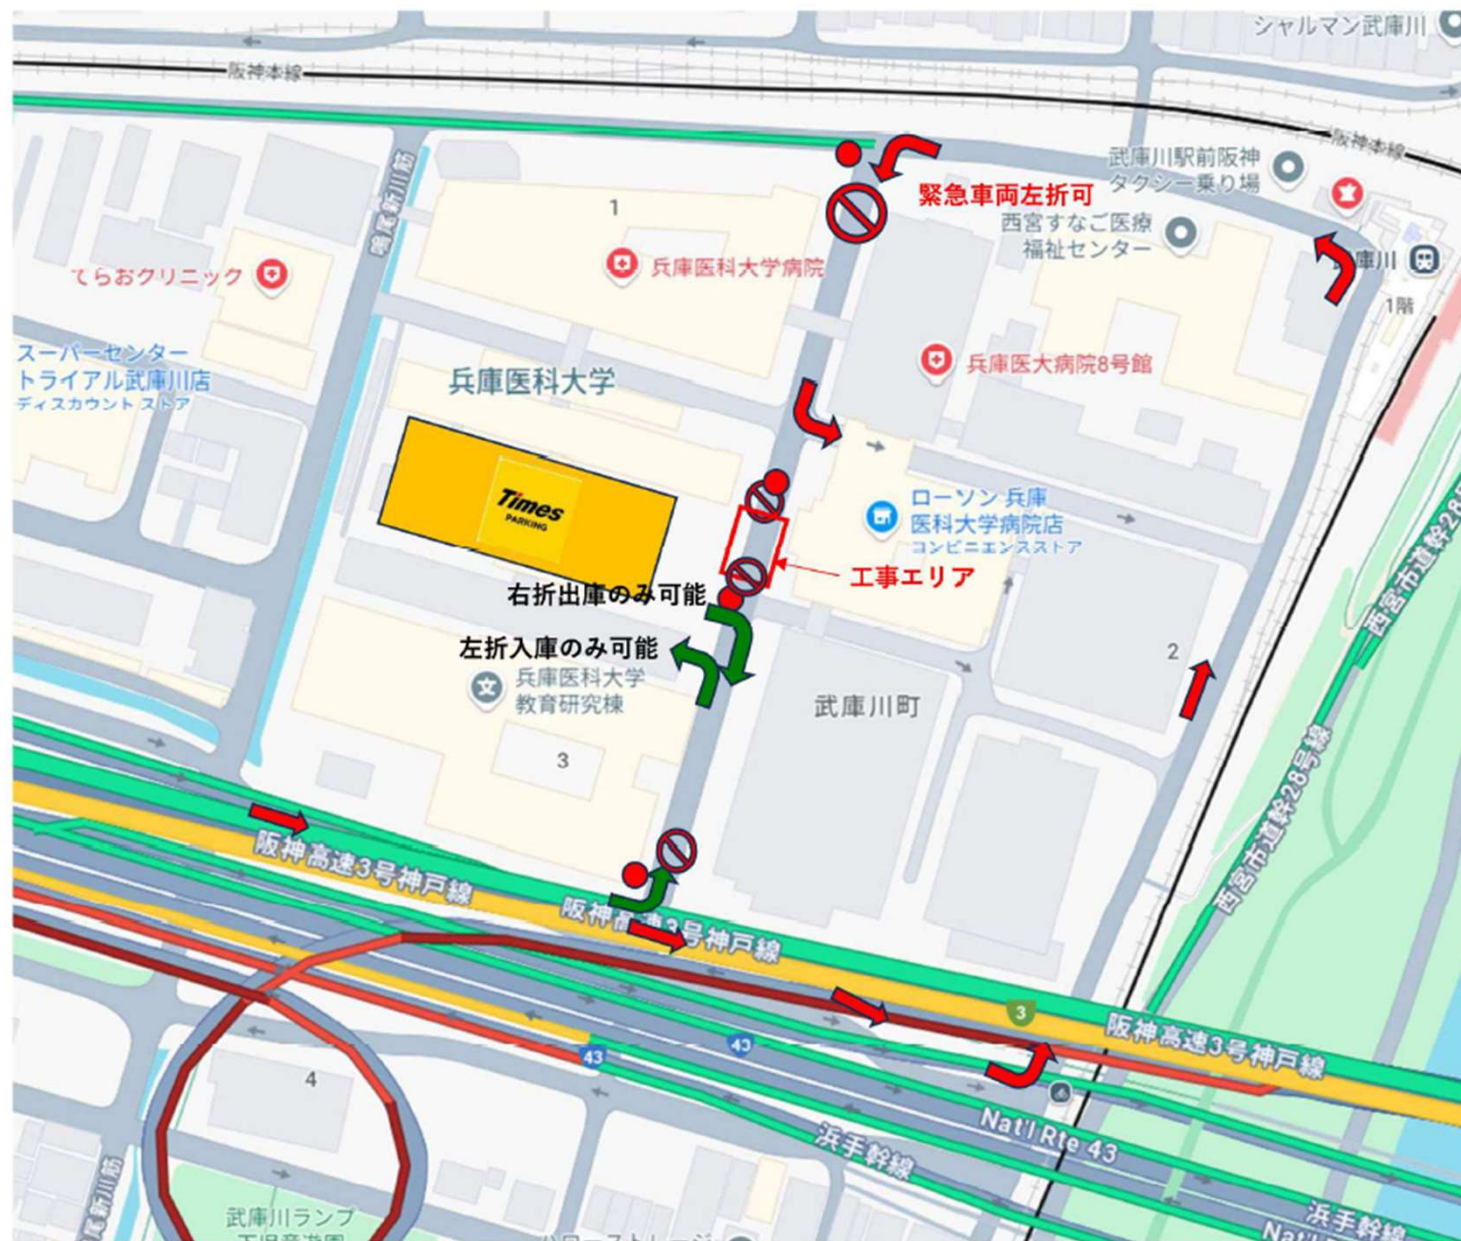 シャルマン武庫川
阪神本線
阪神本線
武庫川駅前阪神
タクシー乗り場
緊急車両左折可
西宮すなご医療
福祉センター
庫川
1階
1
兵庫医科大学病院
てらおクリニック
兵庫医大病院8号館
スーパーセンター
トライアル武庫川店
ディスカウント ストア
兵庫医科大学
Times
PARKING
ローソン 兵庫
医科大学病院店
コンビニエンスストア
工事エリア
右折出庫のみ可能
左折入庫のみ可能
兵庫医科大学
教育研究棟
武庫川町
2
3
西宮市道幹28号
西宮市道幹28号線
阪神高速3号神戸線
阪神高速3号神戸線
3
阪神高速3号神戸線
43
43
4
Nat'l Rte 43
浜手幹線
浜手幹線
尾新川筋
武庫川ランプ